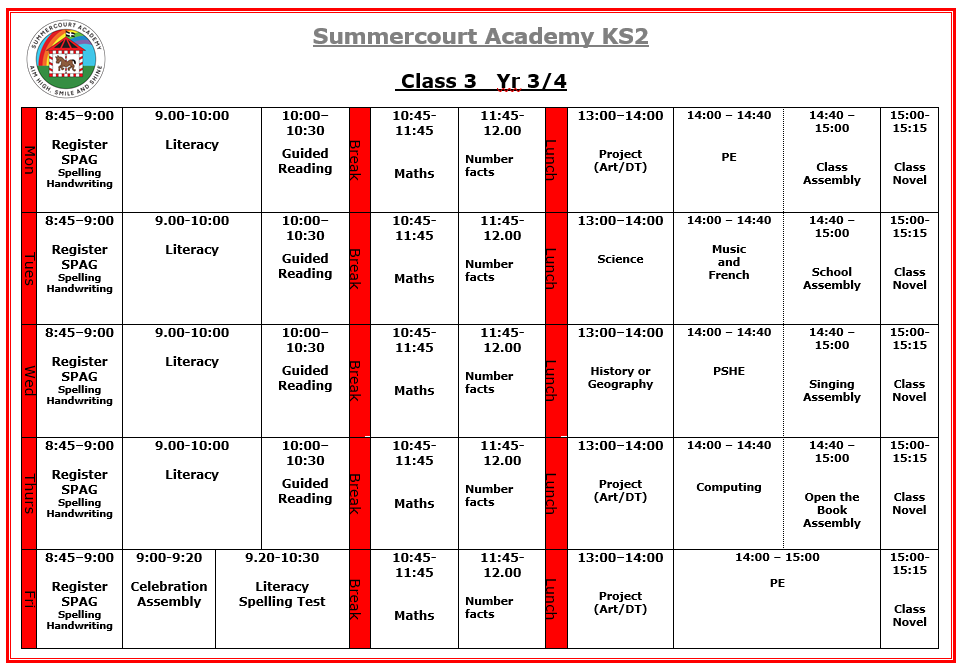 SUMMERCOURT ACADEMY
AIM HIGH, SMILE AND SHINE
Summercourt Academy KS2
Class 3 Yr 3/4
Mon
8:45–9:00
Register
SPAG
Spelling
Handwriting
9.00-10:00
Literacy
10:00–
10:30
Guided
Reading
Break
10:45-
11:45
Maths
11:45-
12.00
Number
facts
Lunch
13:00–14:00
Project
(Art/DT)
14:00 – 14:40
PE
14:40 –
15:00
Class
Assembly
15:00-
15:15
Class
Novel
Tues
8:45–9:00
Register
SPAG
Spelling
Handwriting
9.00-10:00
Literacy
10:00–
10:30
Guided
Reading
Break
10:45-
11:45
Maths
11:45-
12.00
Number
facts
Lunch
13:00–14:00
Science
14:00 – 14:40
Music
and
French
14:40 –
15:00
School
Assembly
15:00-
15:15
Class
Novel
Wed
8:45–9:00
Register
SPAG
Spelling
Handwriting
9.00-10:00
Literacy
10:00–
10:30
Guided
Reading
Break
10:45-
11:45
Maths
11:45-
12.00
Number
facts
Lunch
13:00–14:00
History or
Geography
14:00 – 14:40
PSHE
14:40 –
15:00
Singing
Assembly
15:00-
15:15
Class
Novel
Thurs
8:45–9:00
Register
SPAG
Spelling
Handwriting
9.00-10:00
Literacy
10:00–
10:30
Guided
Reading
Break
10:45-
11:45
Maths
11:45-
12.00
Number
facts
Lunch
13:00–14:00
Project
(Art/DT)
14:00 – 14:40
Computing
14:40 –
15:00
Open the
Book
Assembly
15:00-
15:15
Class
Novel
Fri
8:45–9:00
Register
SPAG
Spelling
Handwriting
9:00-9:20
Celebration
Assembly
9.20-10:30
Literacy
Spelling Test
Break
10:45-
11:45
Maths
11:45-
12.00
Number
facts
Lunch
13:00–14:00
Project
(Art/DT)
14:00 – 15:00
PE
15:00-
15:15
Class
Novel